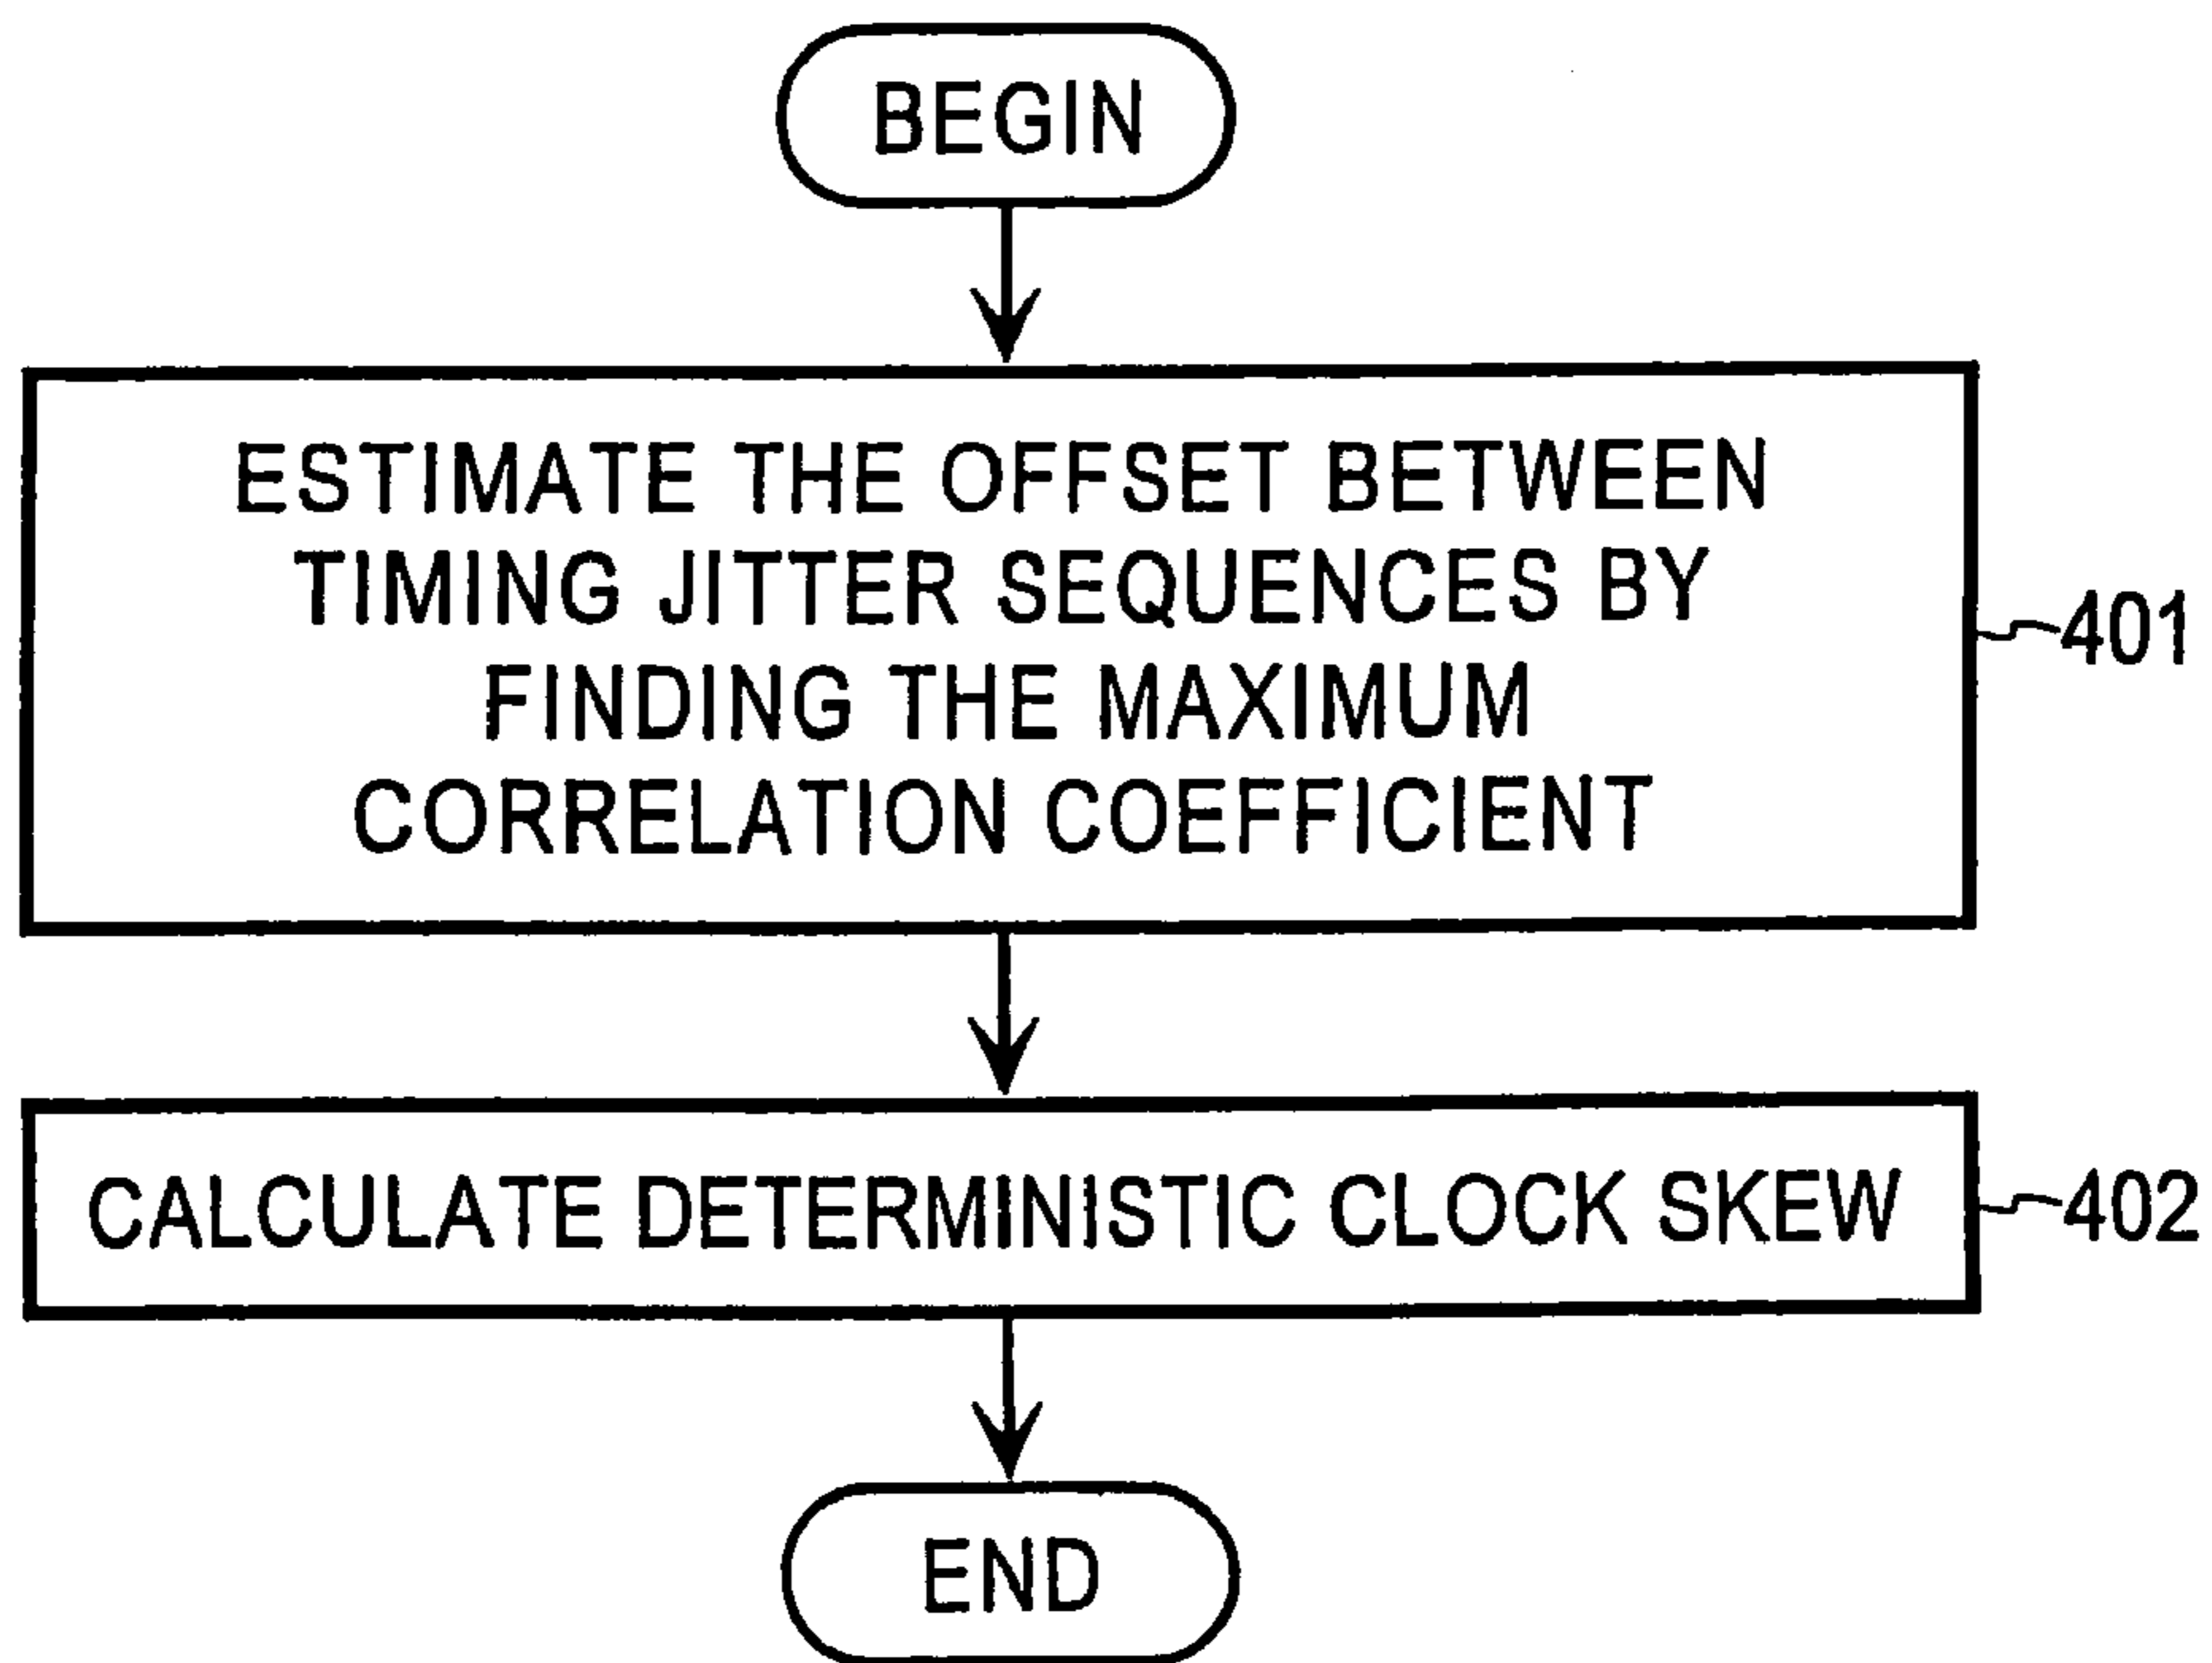 BEGIN
ESTIMATE THE OFFSET BETWEEN
TIMING JITTER SEQUENCES BY
FINDING THE MAXIMUM
CORRELATION COEFFICIENT
401
CALCULATE DETERMINISTIC CLOCK SKEW
402
END